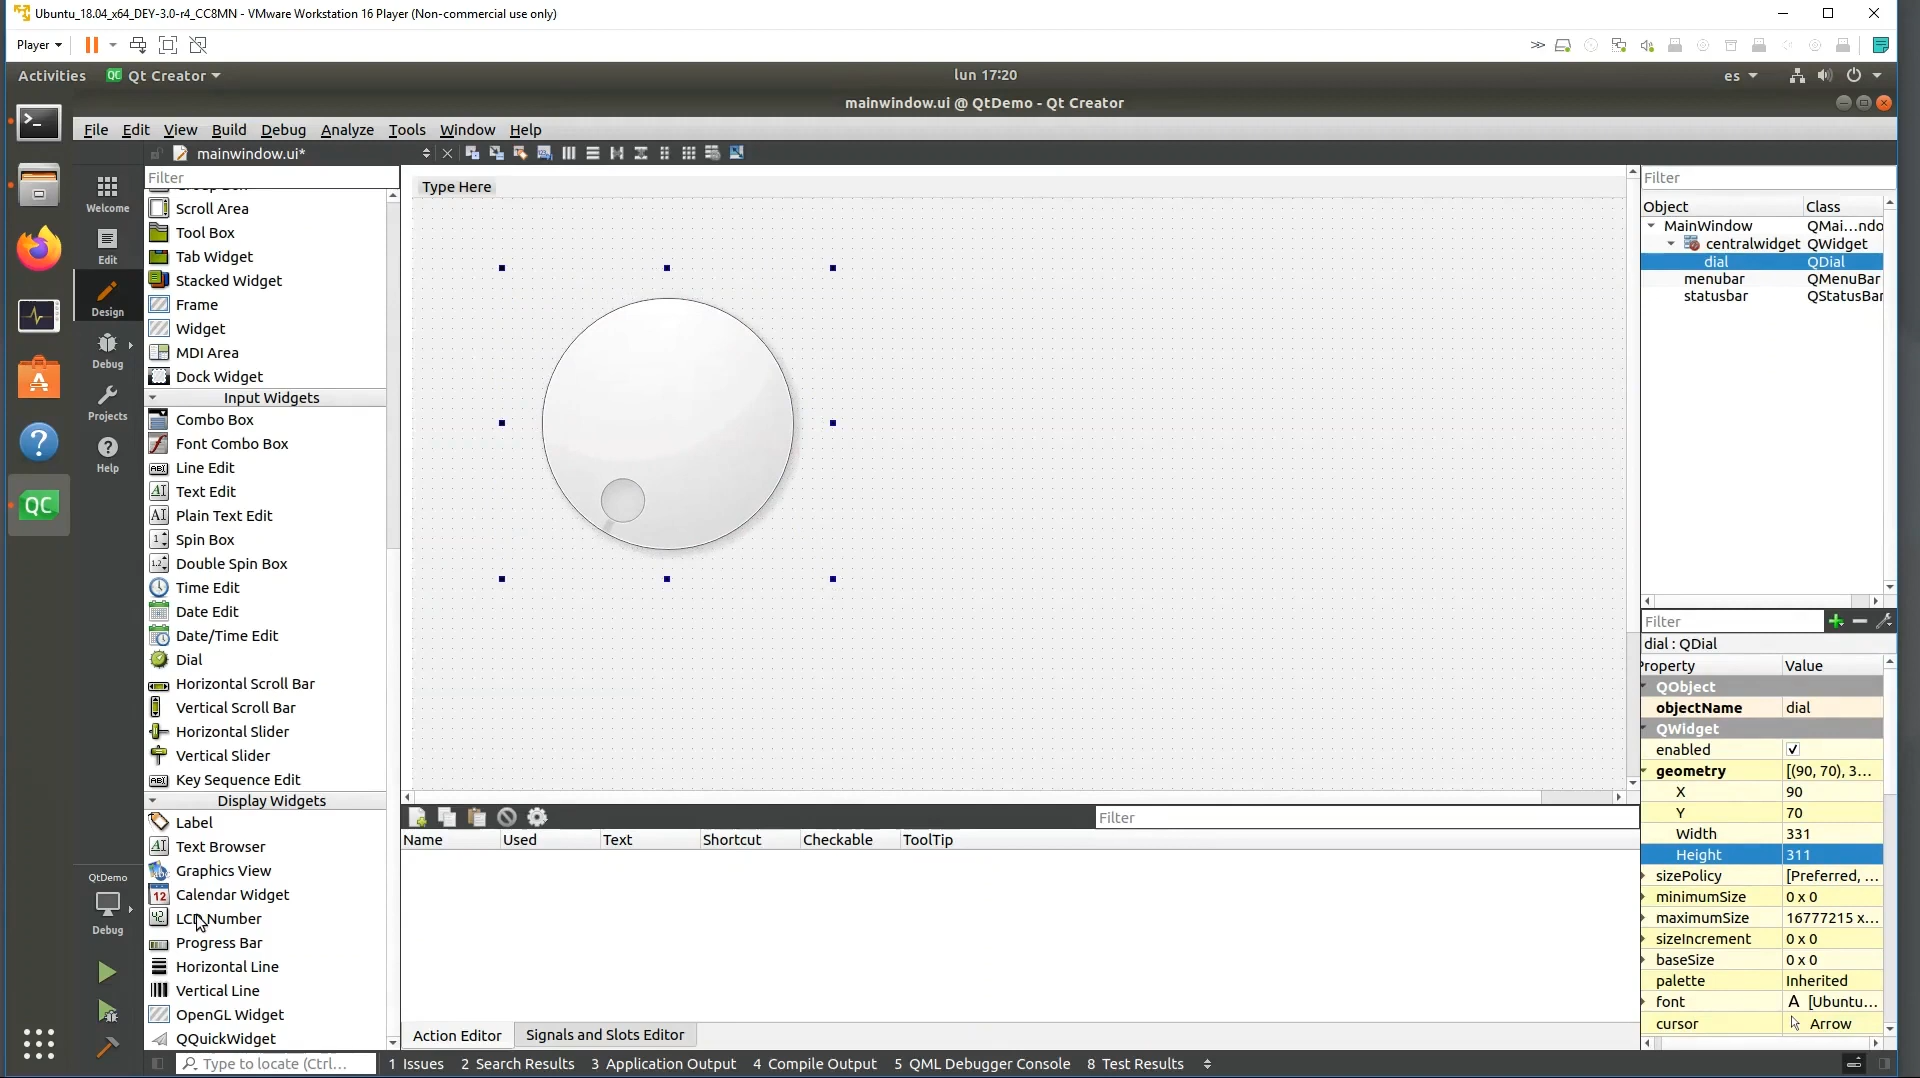 Ubuntu_18.04_x64_DEY-3.0-r4_CC8MN - VMware Workstation 16 Player (Non-commercial use only)
Player
Activities
Qt Creator
lun 17:20
es
mainwindow.ui @ QtDemo - Qt Creator
File Edit View Build Debug Analyze Tools Window Help
mainwindow.ui*
Welcome
Edit
Design
Debug
Projects
Help
QtDemo
Debug
Filter
Scroll Area
Tool Box
Tab Widget
Stacked Widget
Frame
Widget
MDI Area
Dock Widget
Input Widgets
Combo Box
Font Combo Box
Line Edit
Text Edit
Plain Text Edit
Spin Box
Double Spin Box
Time Edit
Date Edit
Date/Time Edit
Dial
Horizontal Scroll Bar
Vertical Scroll Bar
Horizontal Slider
Vertical Slider
Key Sequence Edit
Display Widgets
Label
Text Browser
Graphics View
Calendar Widget
LCD Number
Progress Bar
Horizontal Line
Vertical Line
OpenGL Widget
QQuickWidget
Type Here
Filter
Name Used Text Shortcut Checkable ToolTip
Action Editor
Signals and Slots Editor
Filter
Object Class
MainWindow QMai...ndo
centralwidget QWidget
dial QDial
menubar QMenuBar
statusbar QStatusBar
Filter
dial : QDial
Property Value
QObject
objectName dial
QWidget
enabled
geometry [(90, 70), 3...
X 90
Y 70
Width 331
Height 311
sizePolicy [Preferred, ...
minimumSize 0 x 0
maximumSize 16777215 x...
sizeIncrement 0 x 0
baseSize 0 x 0
palette Inherited
font A [Ubuntu...
cursor Arrow
Type to locate (Ctrl...
1 Issues 2 Search Results 3 Application Output 4 Compile Output 5 QML Debugger Console 8 Test Results